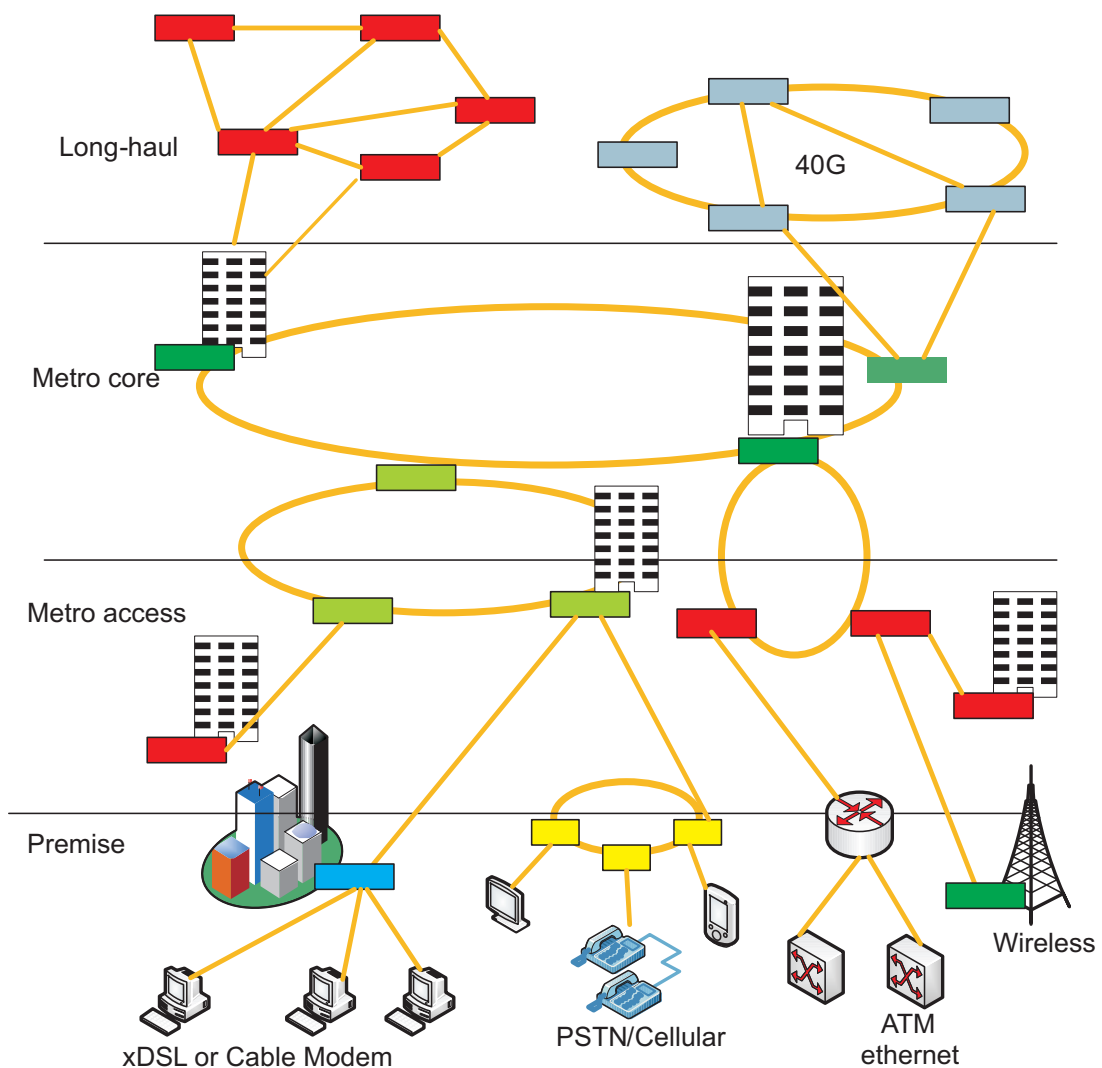 Long-haul
40G
Metro core
Metro access
Premise
Wireless
PSTN/Cellular
ATM
ethernet
xDSL or Cable Modem